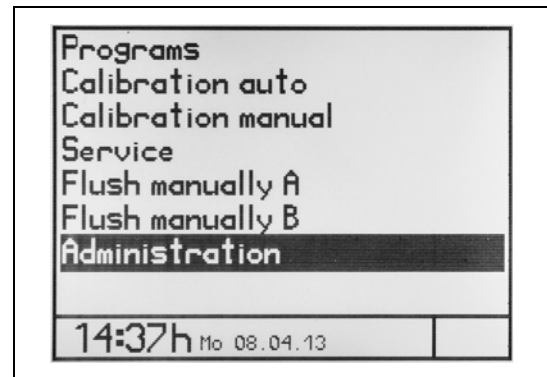 Programs
Calibration auto
Calibration manual
Service
Flush manually A
Flush manually B
Administration
14:37h Mo 08.04.13